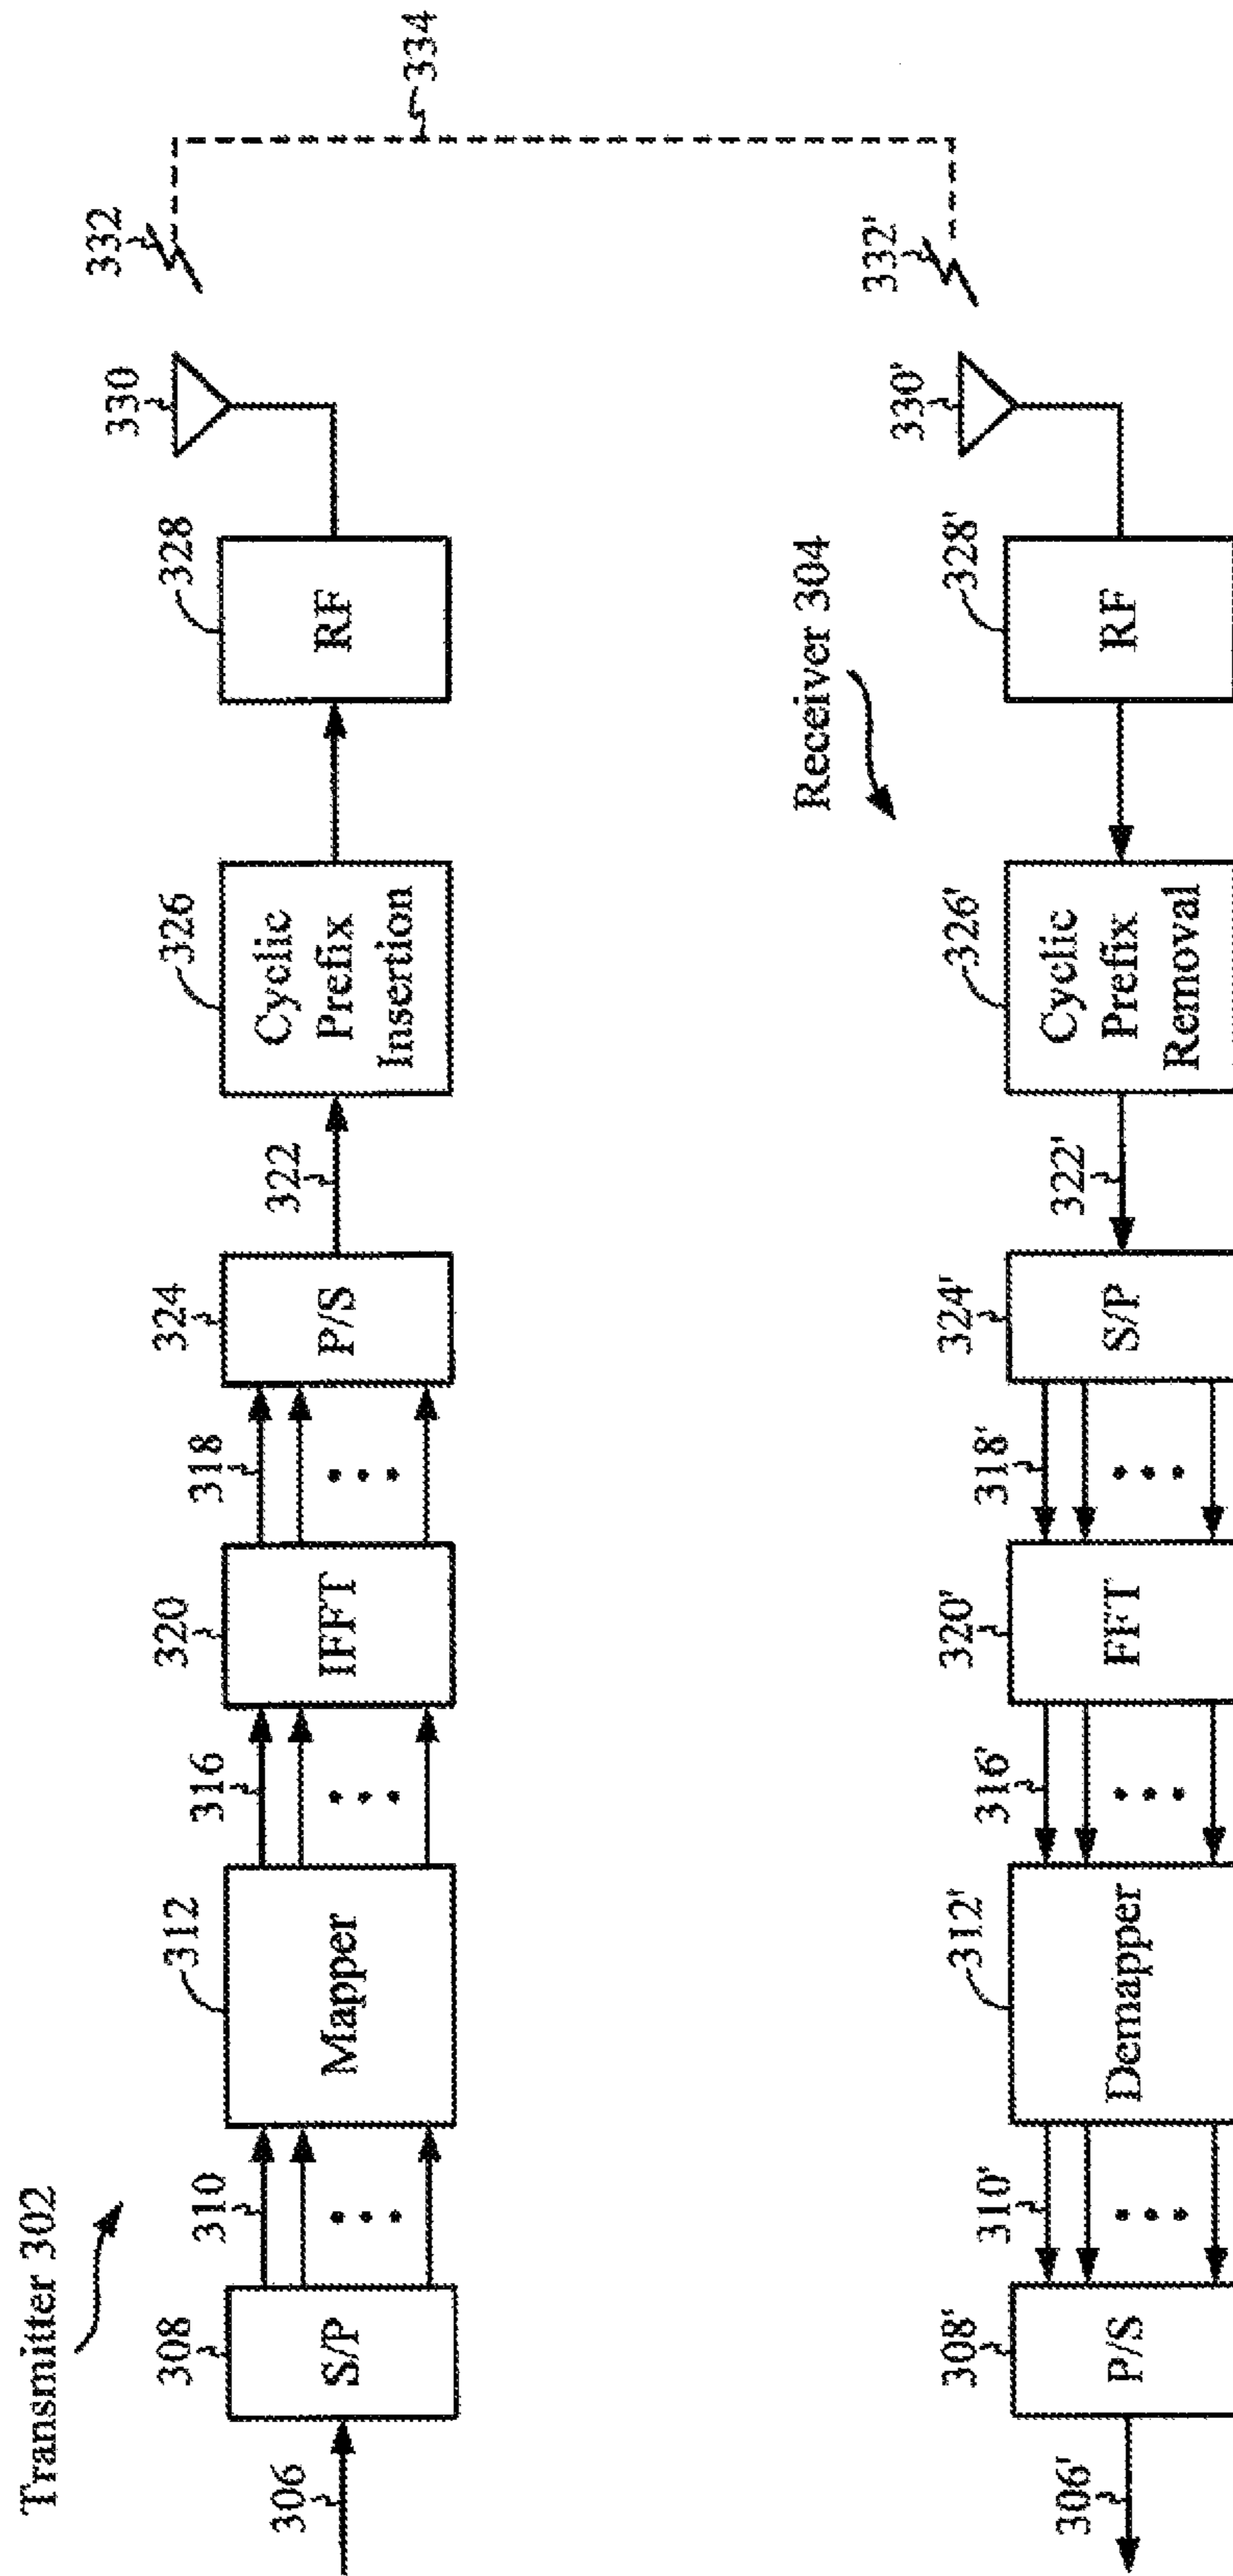 Transmitter 302
306
308
S/P
310
312
Mapper
316
320
IFFT
318
324
P/S
322
326
Cyclic
Prefix
Insertion
328
RF
330
332
334
Receiver 304
306'
308'
P/S
310'
312'
Demapper
316'
320'
FFT
318'
324'
S/P
322'
326'
Cyclic
Prefix
Removal
328'
RF
330'
332'